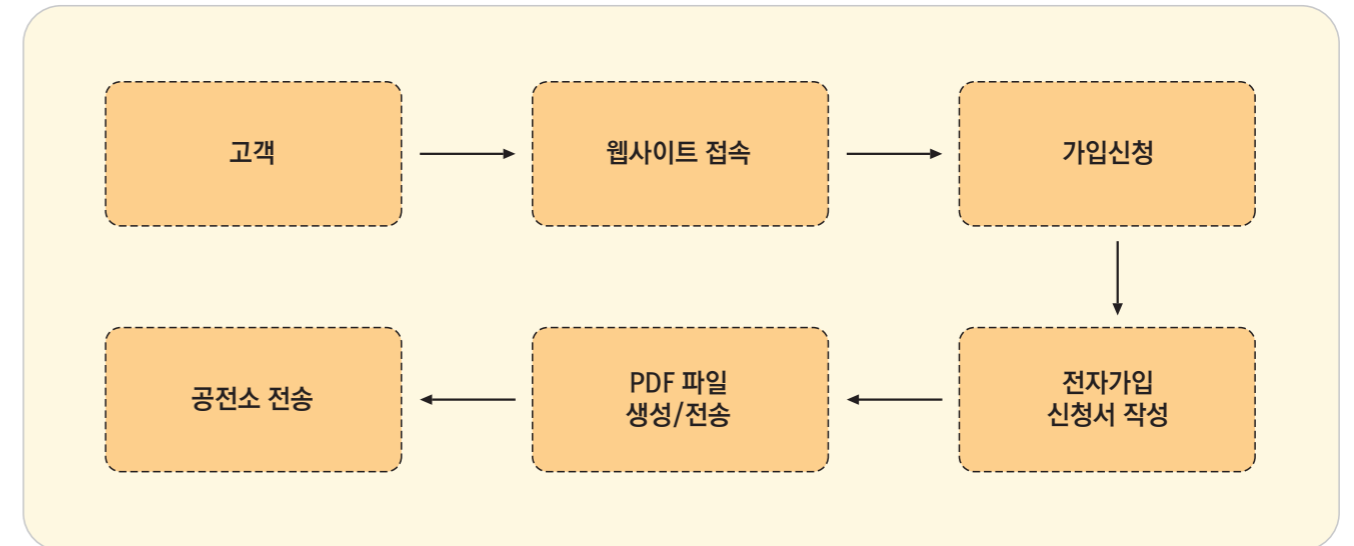 고객
웹사이트 접속
가입신청
전자가입
신청서 작성
PDF 파일
생성/전송
공전소 전송